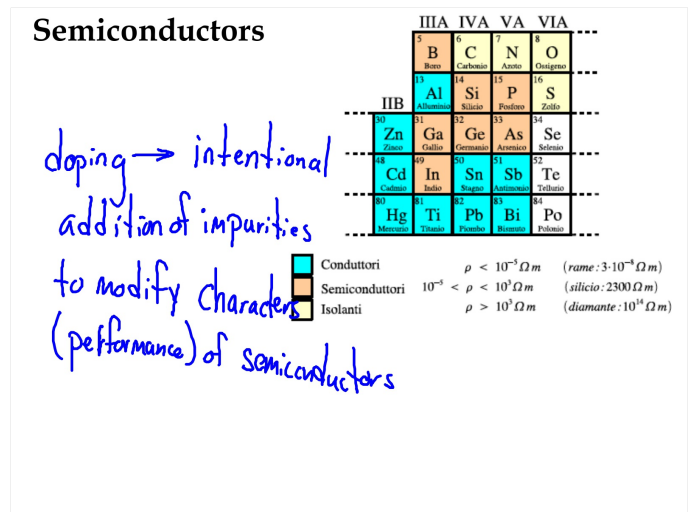 Semiconductors
IIIA IVA VA VIA
5 6 7 8
B C N O
Boro Carbonio Azoto Ossigeno
13 14 15 16
Al Si P S
Alluminio Silicio Fosforo Zolfo
IIB
30 31 32 33 34
Zn Ga Ge As Se
Zinco Gallio Germanio Arsenico Selenio
48 49 50 51 52
Cd In Sn Sb Te
Cadmio Indio Stagno Antimonio Tellurio
80 81 82 83 84
Hg Ti Pb Bi Po
Mercurio Titanio Piombo Bismuto Polonio
doping → intentional
addition of impurities
to modify characters
(performance) of semiconductors
Conduttori ρ < 10⁻⁵ Ω m (rame : 3·10⁻⁸ Ω m)
Semiconduttori 10⁻⁵ < ρ < 10³ Ω m (silicio : 2300 Ω m)
Isolanti ρ > 10³ Ω m (diamante : 10¹⁴ Ω m)